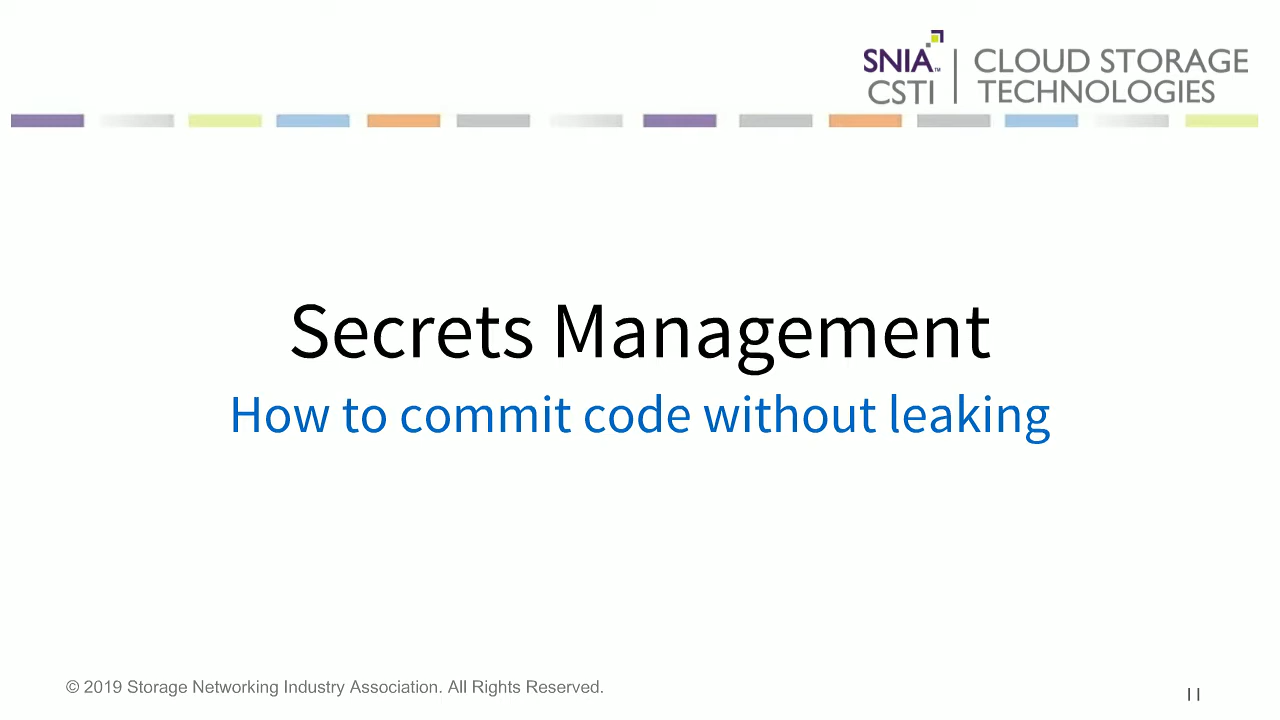 SNIA™ | CLOUD STORAGE
CSTI | TECHNOLOGIES
Secrets Management
How to commit code without leaking
© 2019 Storage Networking Industry Association. All Rights Reserved.
11